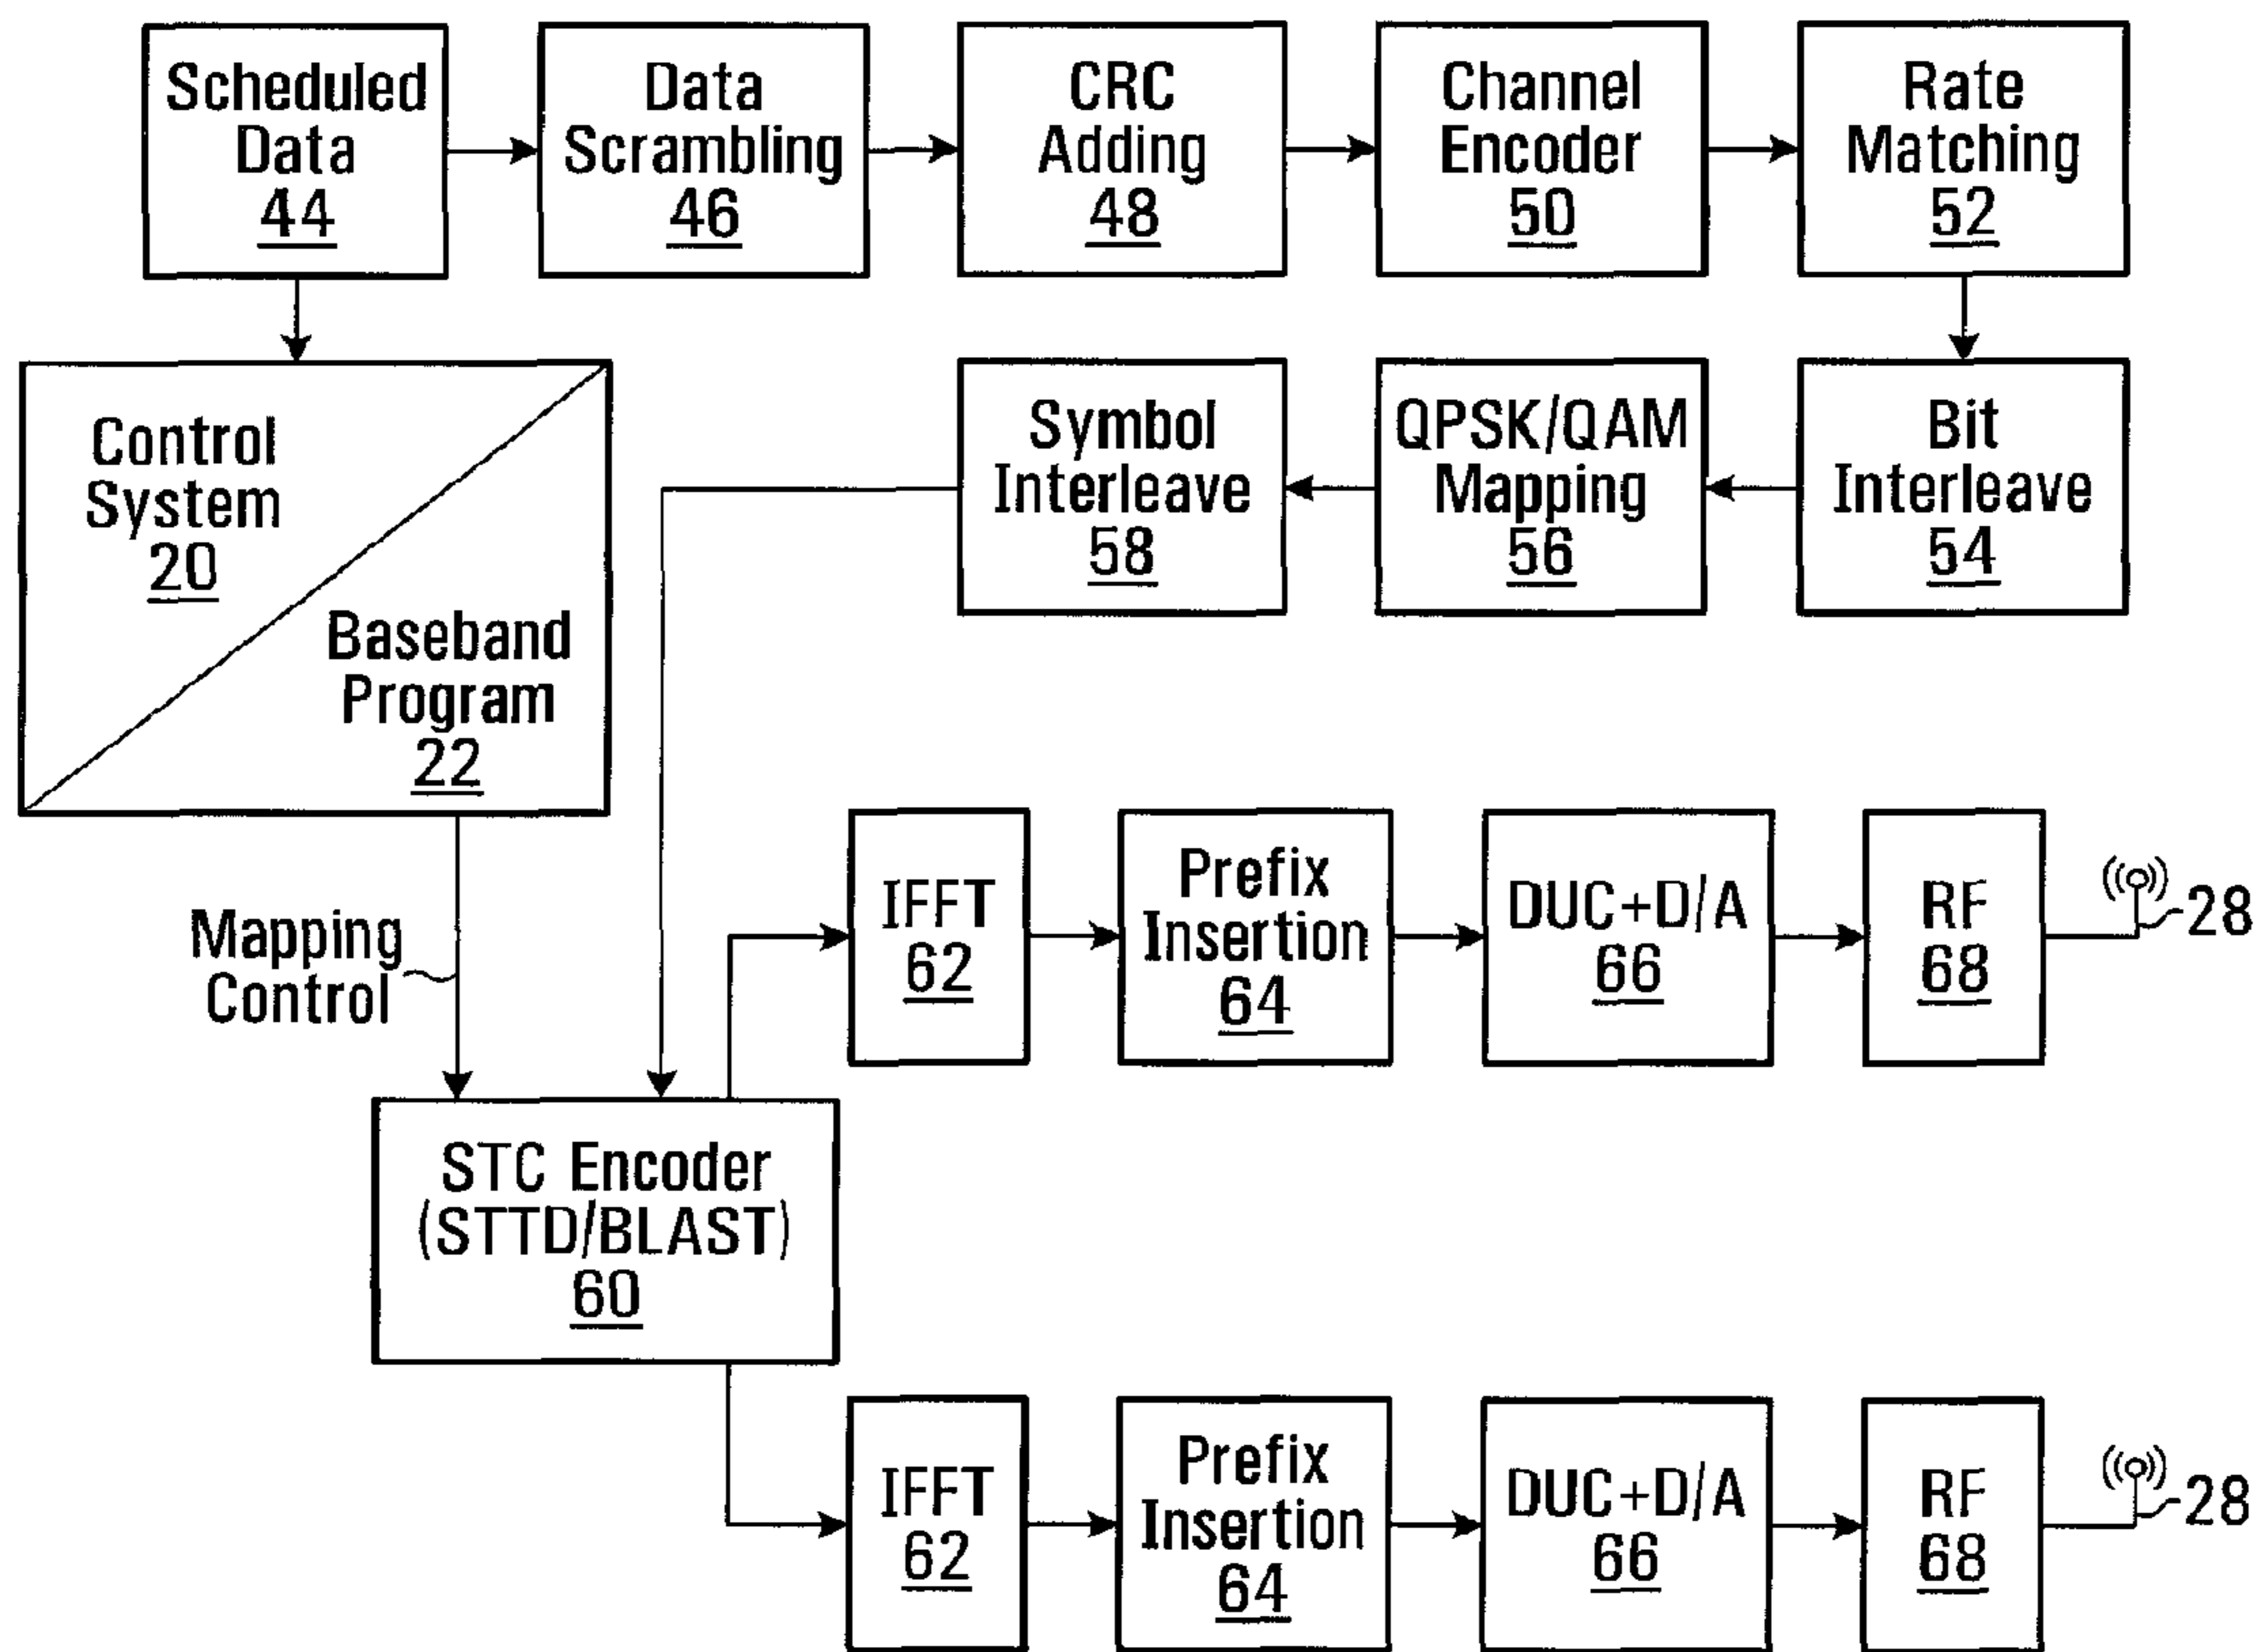 Scheduled
Data
44
Data
Scrambling
46
CRC
Adding
48
Channel
Encoder
50
Rate
Matching
52
Control
System
20
Baseband
Program
22
Symbol
Interleave
58
QPSK/QAM
Mapping
56
Bit
Interleave
54
Mapping
Control
IFFT
62
Prefix
Insertion
64
DUC+D/A
66
RF
68
28
STC Encoder
(STTD/BLAST)
60
IFFT
62
Prefix
Insertion
64
DUC+D/A
66
RF
68
28